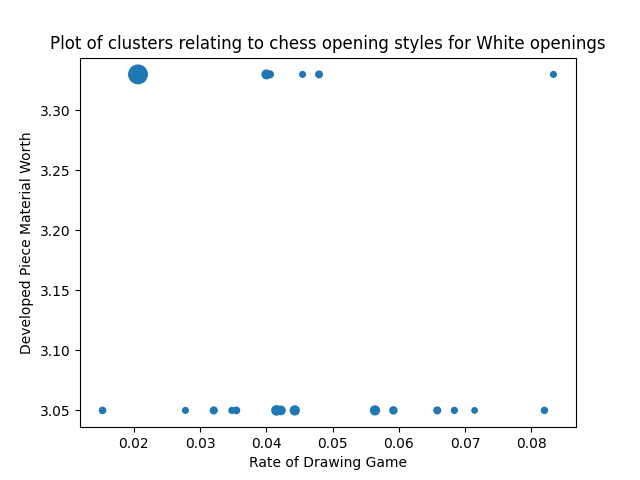 Plot of clusters relating to chess opening styles for White openings
Developed Piece Material Worth
3.30
3.25
3.20
3.15
3.10
3.05
0.02 0.03 0.04 0.05 0.06 0.07 0.08
Rate of Drawing Game